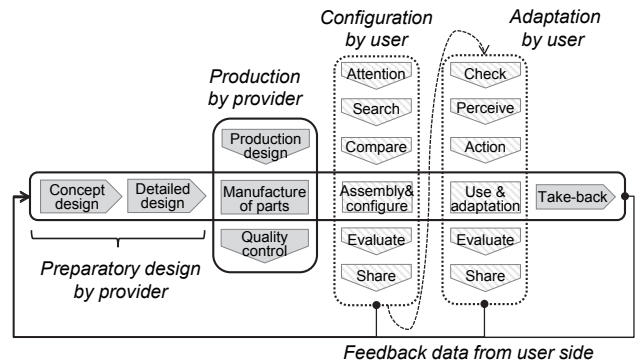 Configuration
by user
Adaptation
by user
Production
by provider
Attention
Search
Compare
Check
Perceive
Action
Production
design
Concept
design
Detailed
design
Manufacture
of parts
Assembly&
configure
Use &
adaptation
Take-back
Quality
control
Evaluate
Share
Evaluate
Share
Preparatory design
by provider
Feedback data from user side